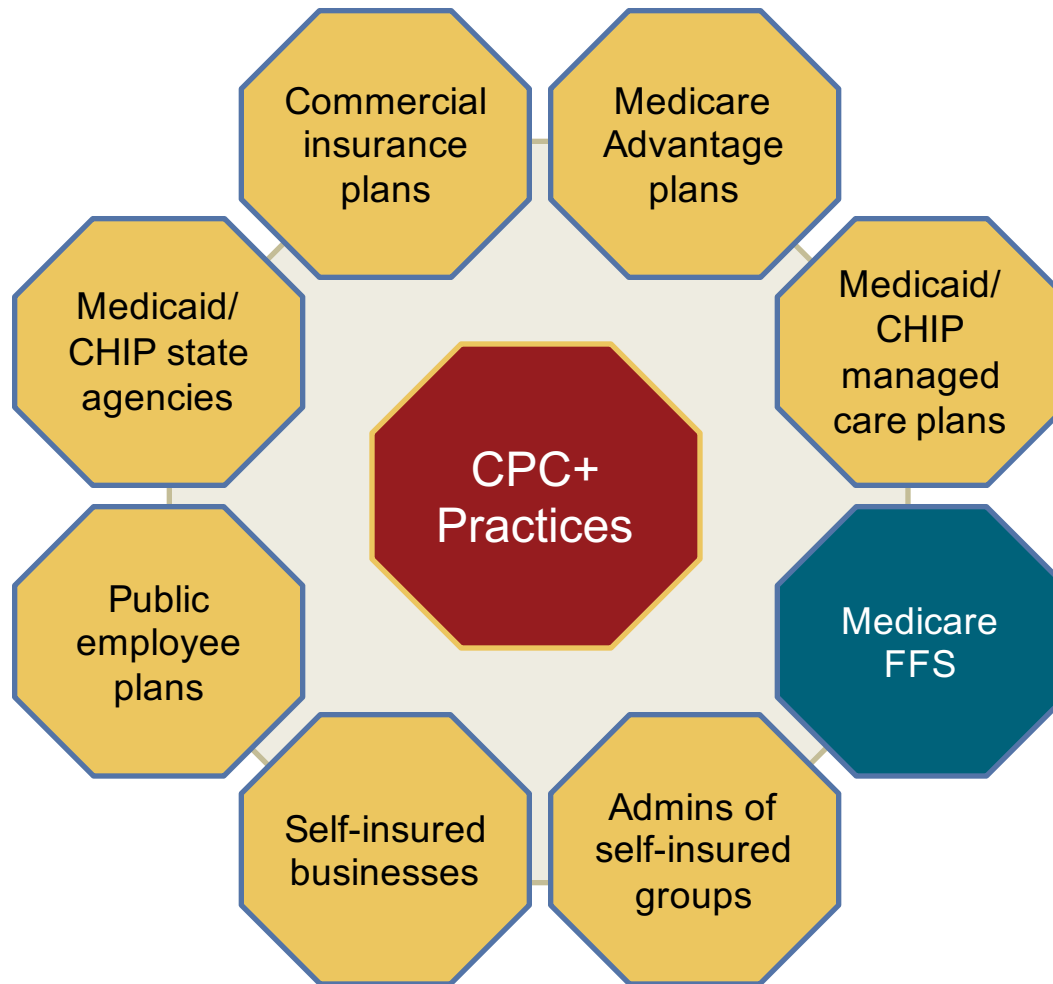 Commercial
insurance
plans
Medicare
Advantage
plans
Medicaid/
CHIP state
agencies
Medicaid/
CHIP
managed
care plans
CPC+
Practices
Public
employee
plans
Medicare
FFS
Self-insured
businesses
Admins of
self-insured
groups